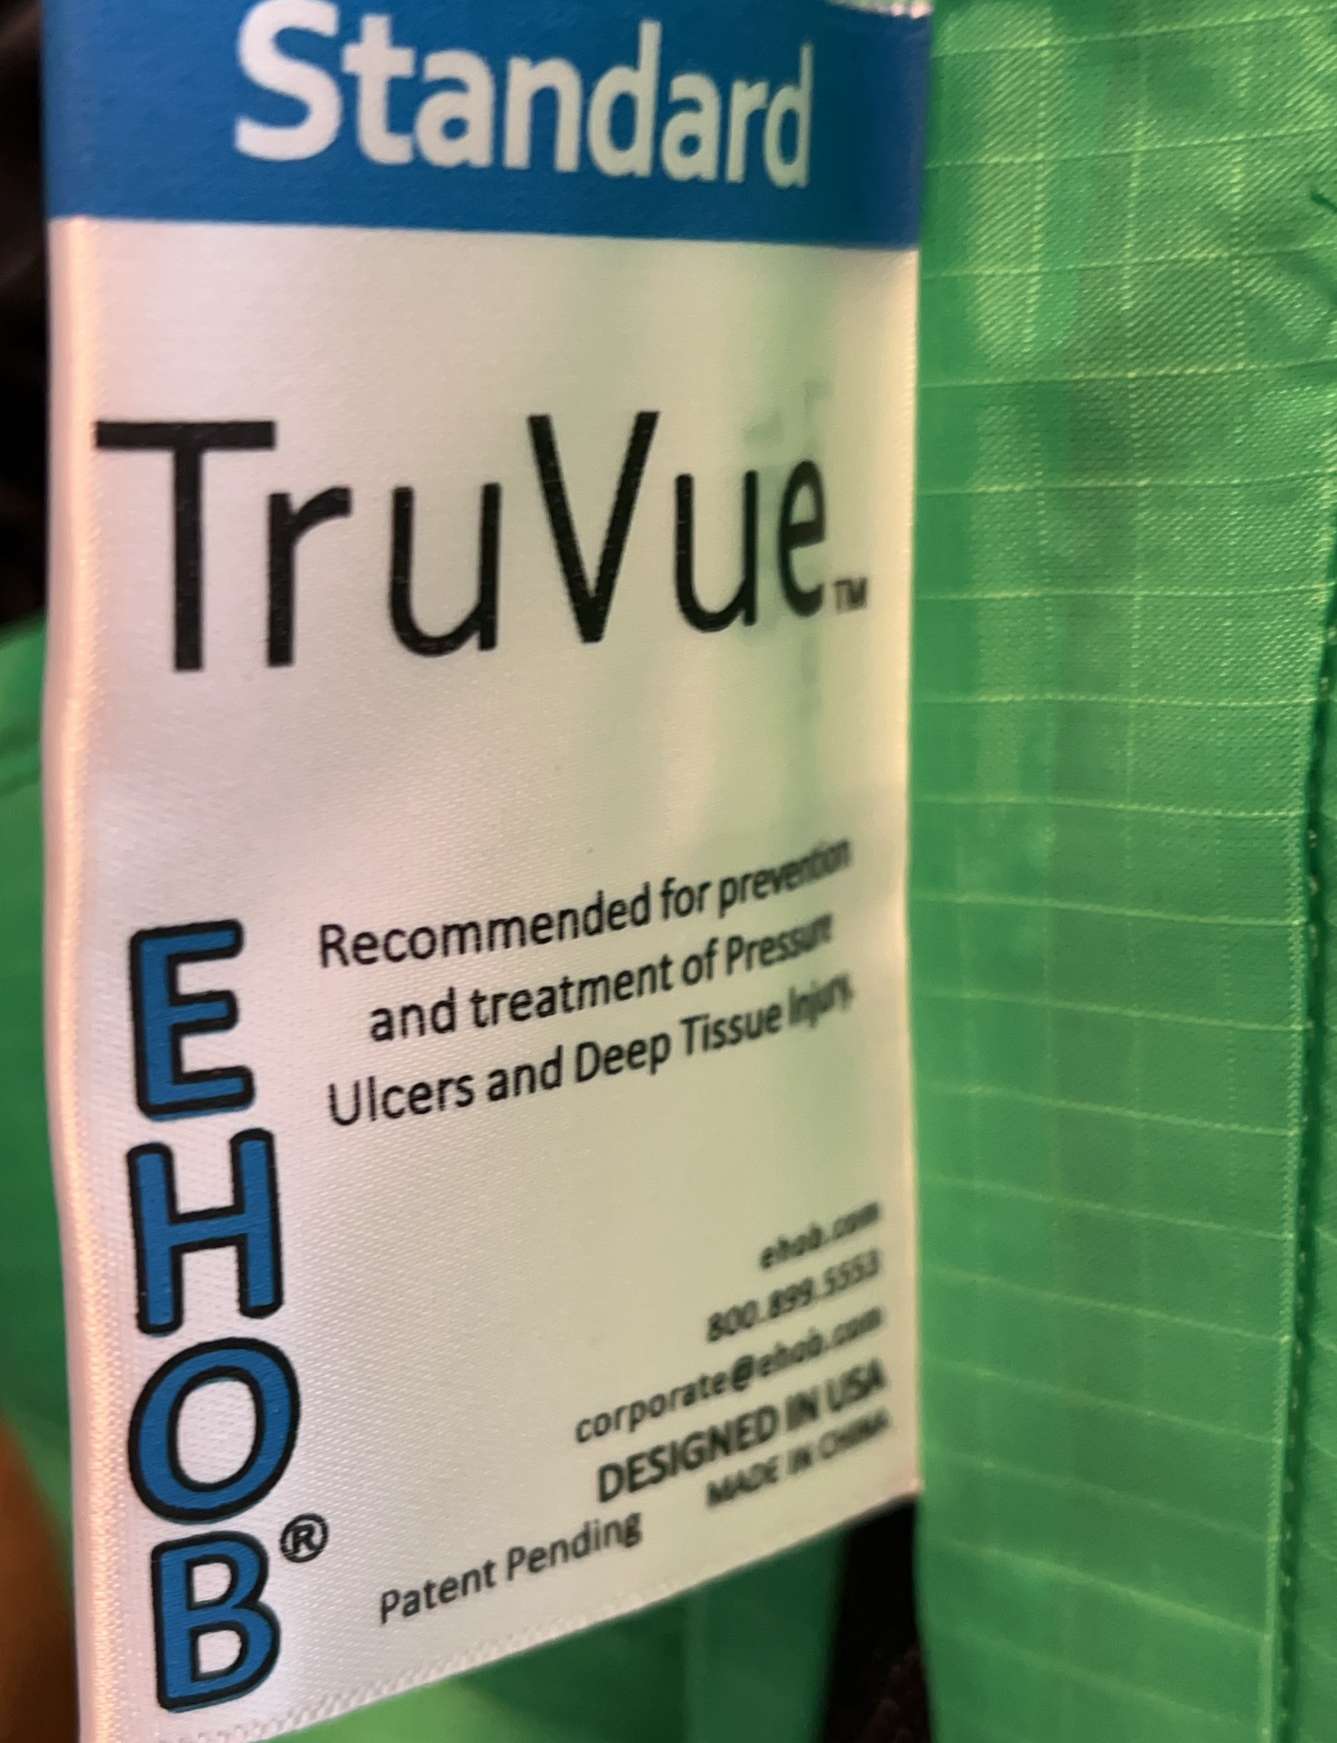 Standard
TruVue™
Recommended for prevention
and treatment of Pressure
Ulcers and Deep Tissue Injury.
EHOB®
ehob.com
800.899.5553
corporate@ehob.com
DESIGNED IN USA
MADE IN CHINA
Patent Pending